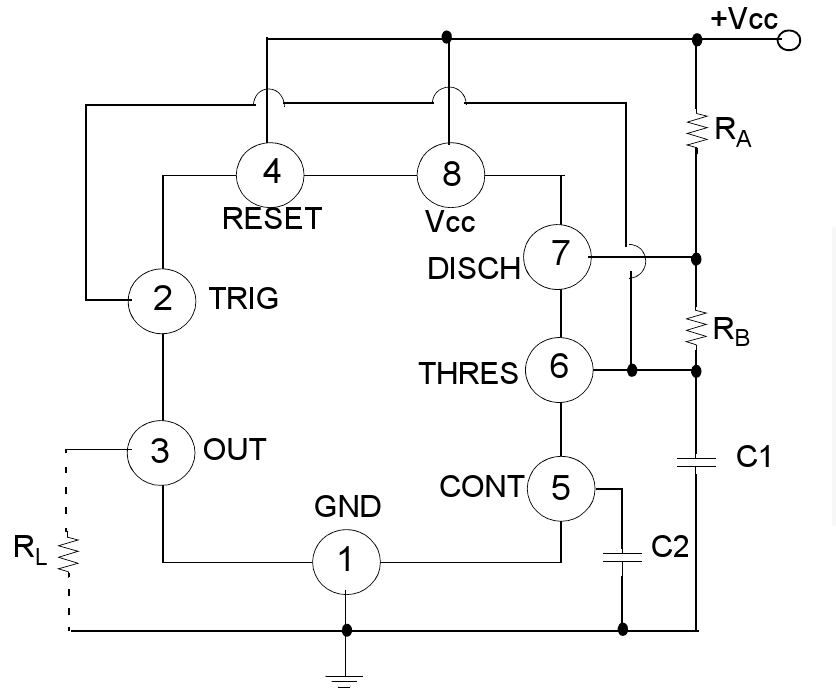 +Vcc
RA
4
8
RESET
Vcc
7
DISCH
2
TRIG
RB
6
THRES
3
OUT
C1
CONT
5
GND
RL
1
C2